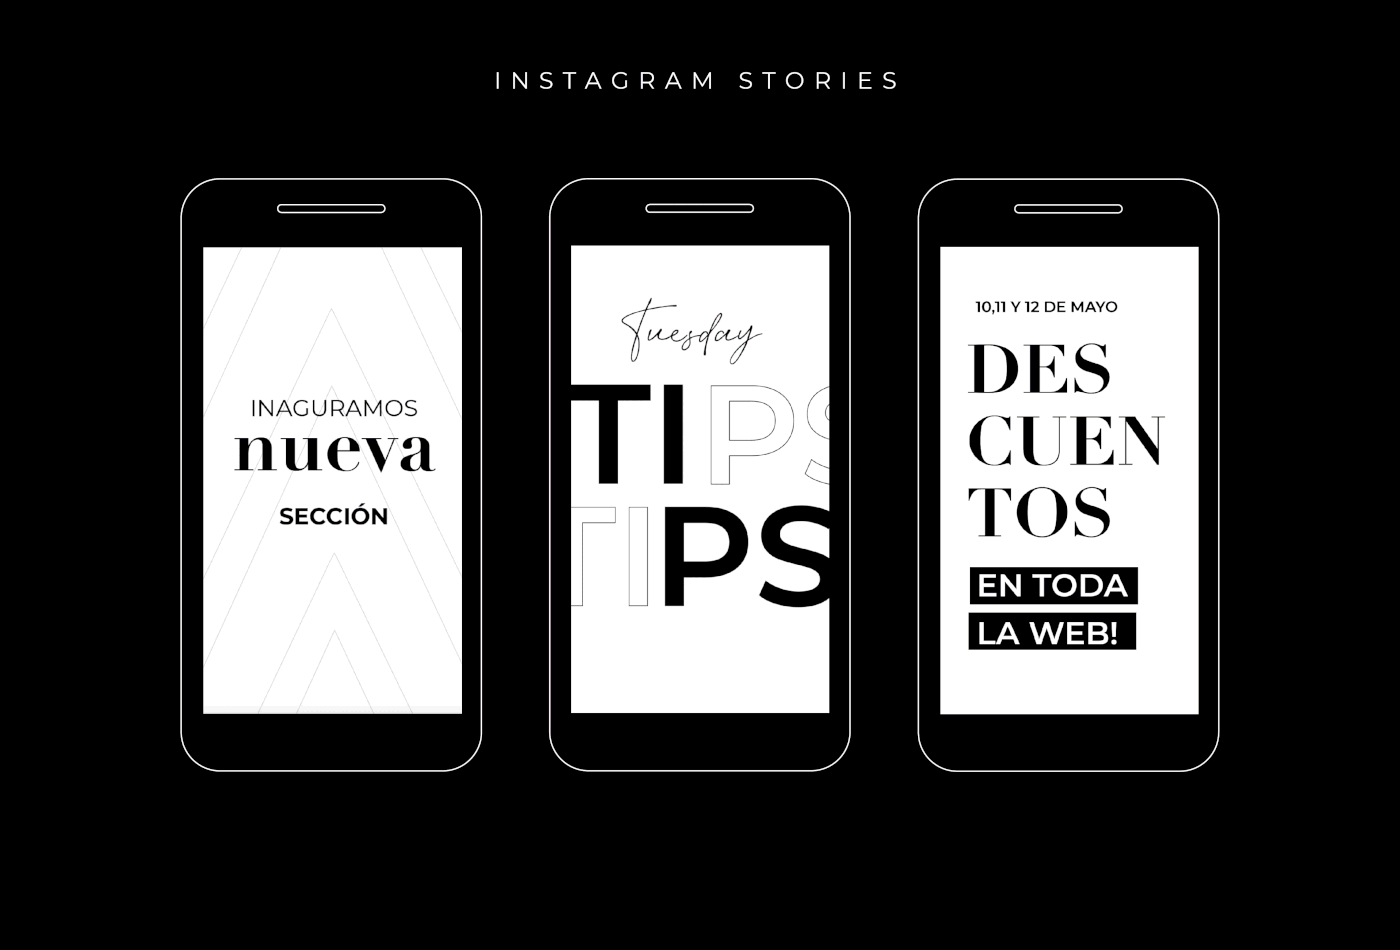 INSTAGRAM STORIES
INAGURAMOS
nueva
SECCIÓN
Tuesday
TIPS
TIPS
10,11 Y 12 DE MAYO
DES
CUEN
TOS
EN TODA
LA WEB!